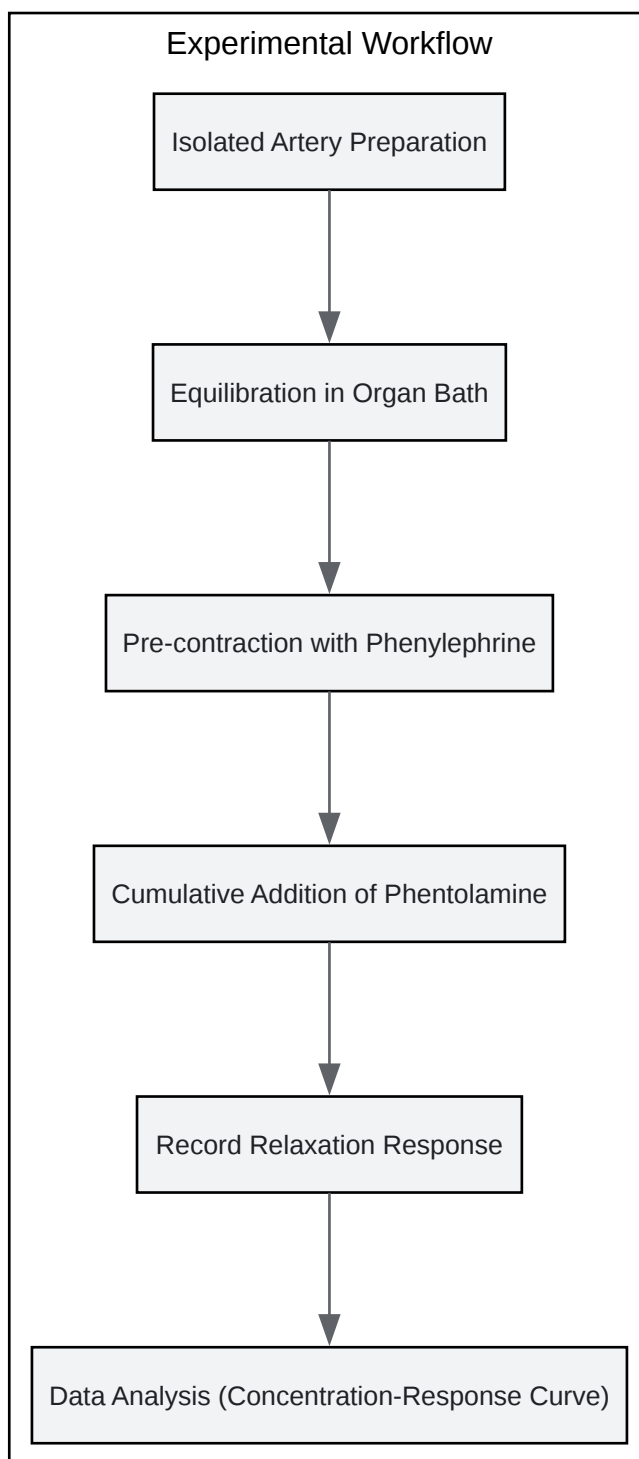 Experimental Workflow
Isolated Artery Preparation
Equilibration in Organ Bath
Pre-contraction with Phenylephrine
Cumulative Addition of Phentolamine
Record Relaxation Response
Data Analysis (Concentration-Response Curve)